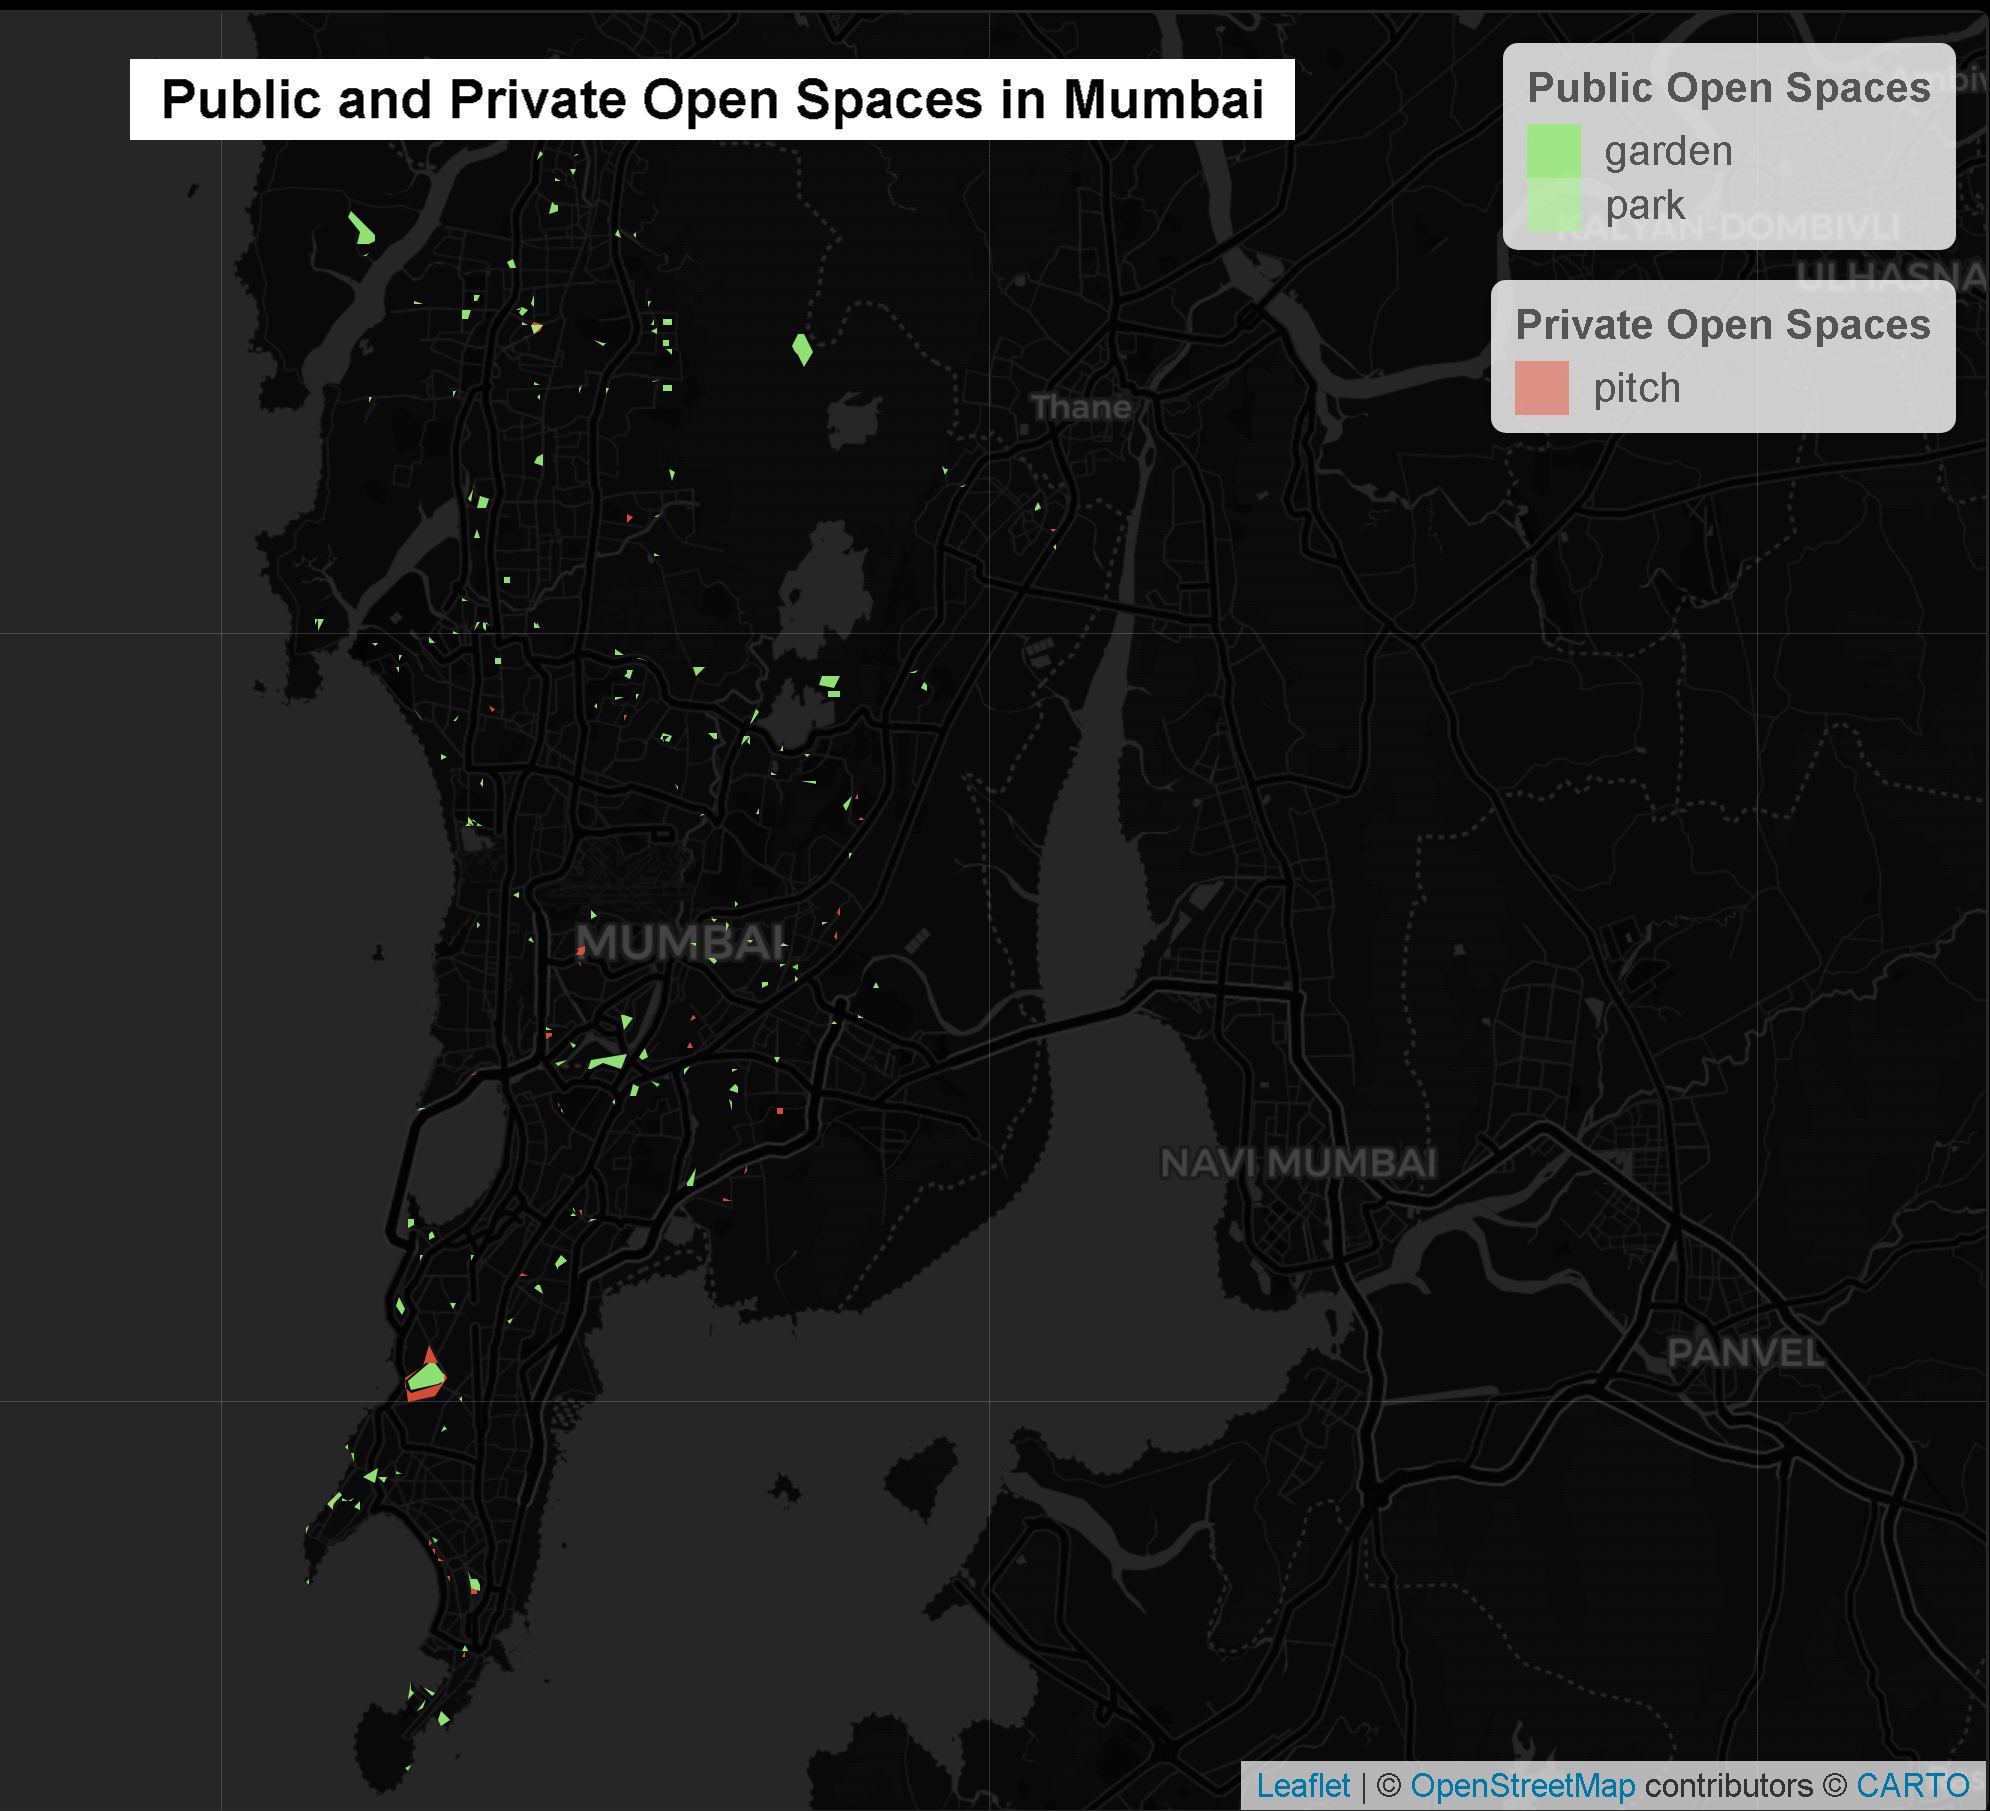 Public and Private Open Spaces in Mumbai
Public Open Spaces
garden
park
KALYAN-DOMBIVLI
ULHASNA
Private Open Spaces
pitch
Thane
MUMBAI
NAVI MUMBAI
PANVEL
Leaflet | © OpenStreetMap contributors © CARTO